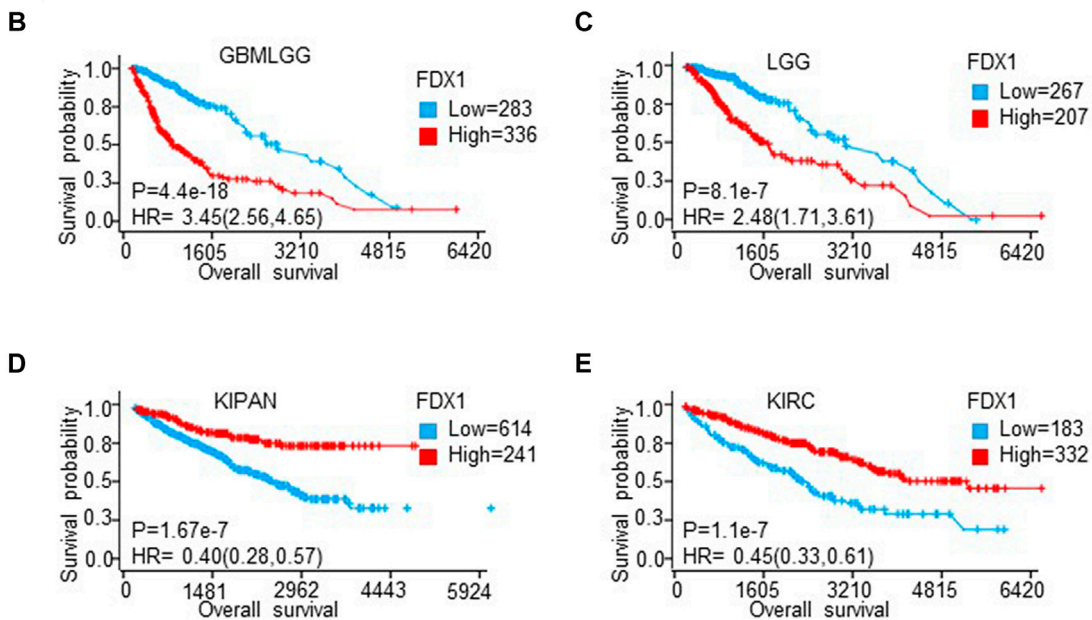 B
GBMLGG
Survival probability
1.0
0.8
0.5
0.3
0.0
FDX1
Low=283
High=336
P=4.4e-18
HR= 3.45(2.56,4.65)
0 1605 3210 4815 6420
Overall survival
C
LGG
Survival probability
1.0
0.8
0.5
0.3
0.0
FDX1
Low=267
High=207
P=8.1e-7
HR= 2.48(1.71,3.61)
0 1605 3210 4815 6420
Overall survival
D
KIPAN
Survival probability
1.0
0.8
0.5
0.3
0.0
FDX1
Low=614
High=241
P=1.67e-7
HR= 0.40(0.28,0.57)
0 1481 2962 4443 5924
Overall survival
E
KIRC
Survival probability
1.0
0.8
0.5
0.3
0.0
FDX1
Low=183
High=332
P=1.1e-7
HR= 0.45(0.33,0.61)
0 1605 3210 4815 6420
Overall survival